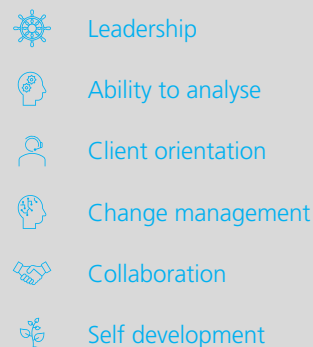 Leadership
Ability to analyse
Client orientation
Change management
Collaboration
Self development